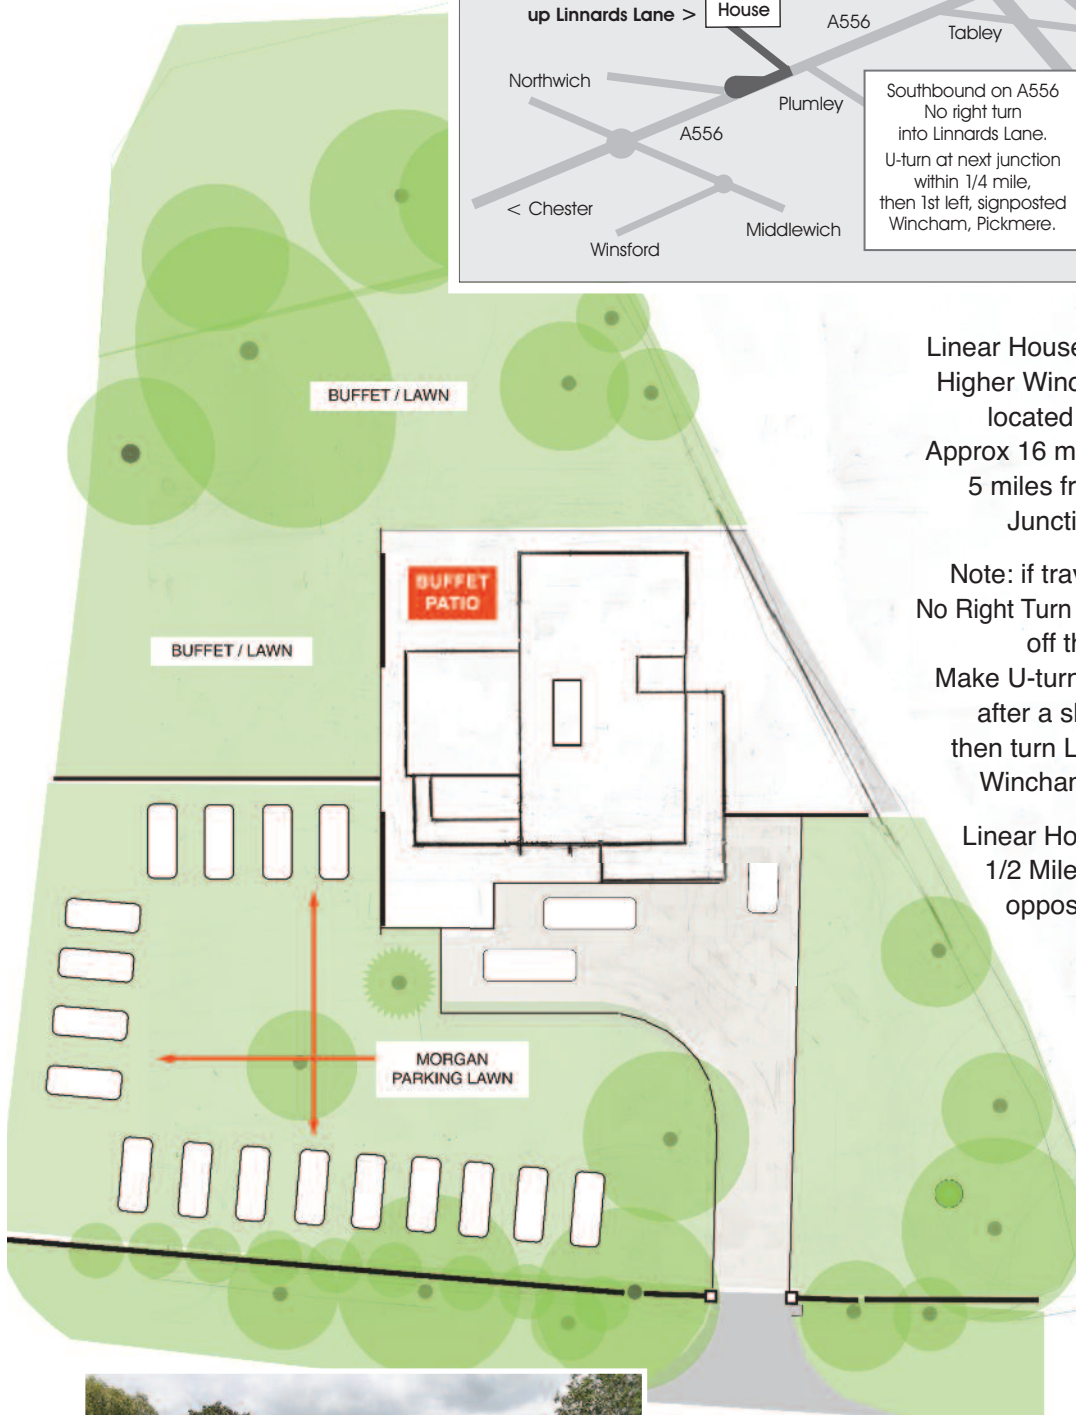 up Linnards Lane >
House
A556
Tabley
Northwich
Plumley
A556
< Chester
Winsford
Middlewich
Southbound on A556
No right turn
into Linnards Lane.
U-turn at next junction
within 1/4 mile,
then 1st left, signposted
Wincham, Pickmere.
Linear House
Higher Winc
located
Approx 16 m
5 miles fr
Juncti
Note: if trav
No Right Turn
off th
Make U-turn
after a sl
then turn L
Winchar
Linear Ho
1/2 Mile
oppos
BUFFET / LAWN
BUFFET
PATIO
BUFFET / LAWN
MORGAN
PARKING LAWN